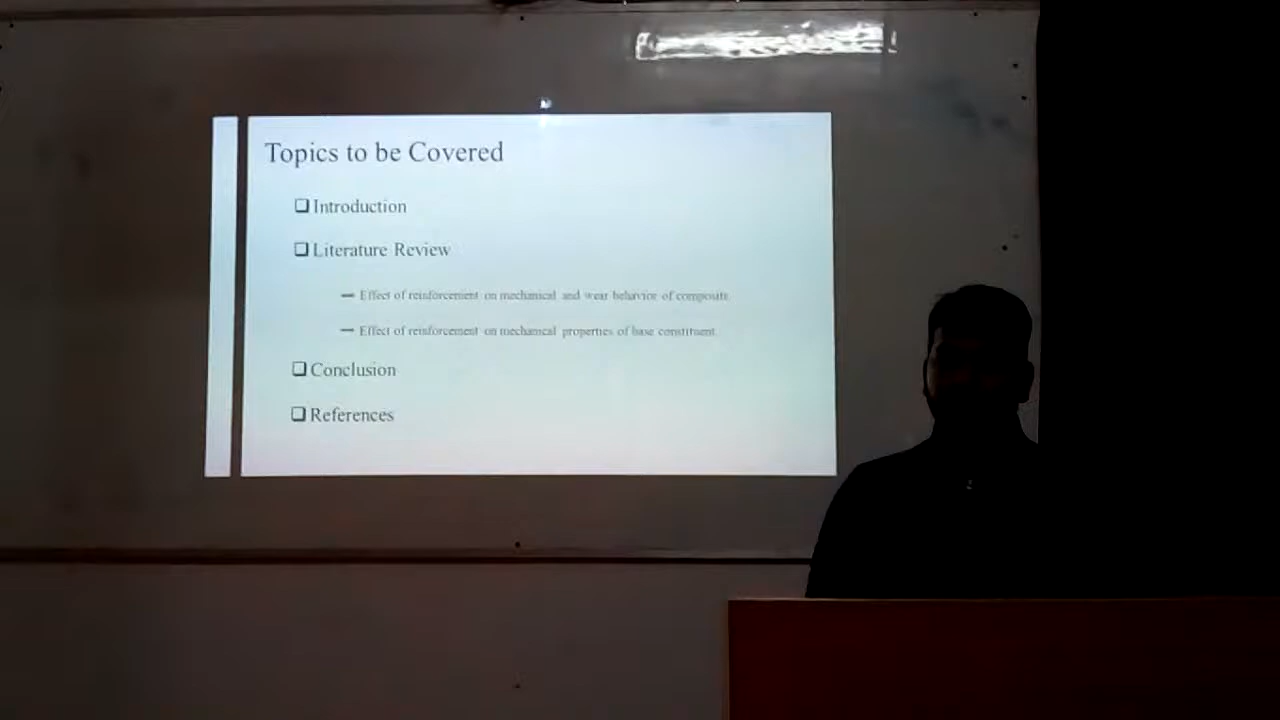 Topics to be Covered
❑ Introduction
❑ Literature Review
— Effect of reinforcement on mechanical and wear behavior of composite
— Effect of reinforcement on mechanical properties of base constituent
❑ Conclusion
❑ References